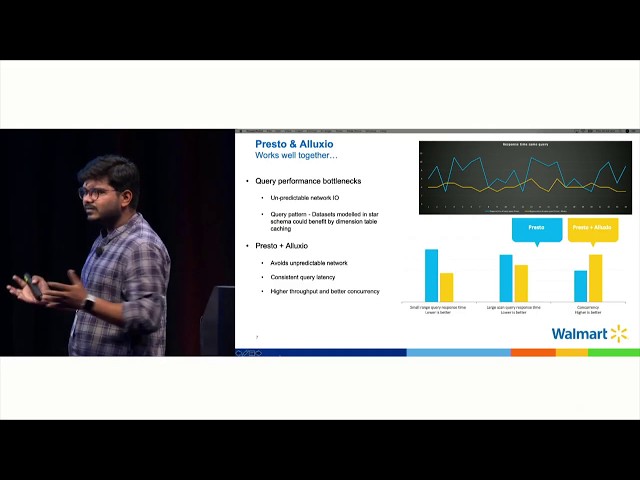 Presto & Alluxio
Works well together…
• Query performance bottlenecks
• Un-predictable network IO
• Query pattern - Datasets modelled in star
schema could benefit by dimension table
caching
• Presto + Alluxio
• Avoids unpredictable network
• Consistent query latency
• Higher throughput and better concurrency
7
Response time same query
Presto
Presto + Alluxio
Small range query response time
Lower is better
Large scan query response time
Lower is better
Concurrency
Higher is better
Walmart